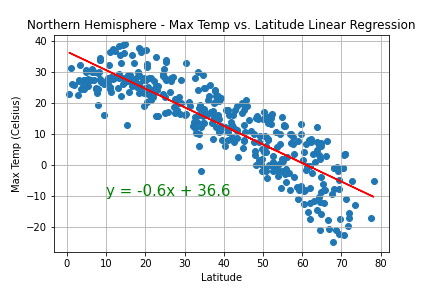 Northern Hemisphere - Max Temp vs. Latitude Linear Regression
40
30
20
10
0
−10
−20
Max Temp (Celsius)
y = -0.6x + 36.6
0 10 20 30 40 50 60 70 80
Latitude